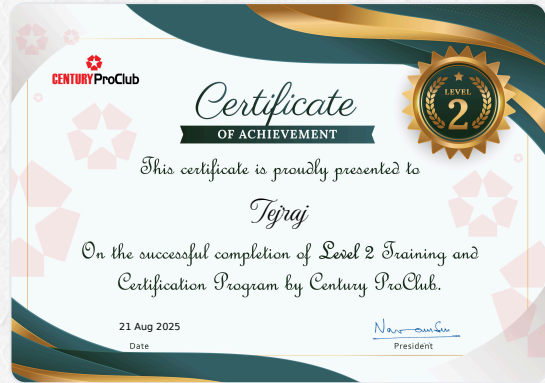 CENTURY ProClub
Certificate
OF ACHIEVEMENT
LEVEL
2
This certificate is proudly presented to
Tejraj
On the successful completion of Level 2 Training and
Certification Program by Century ProClub.
21 Aug 2025
Date
President